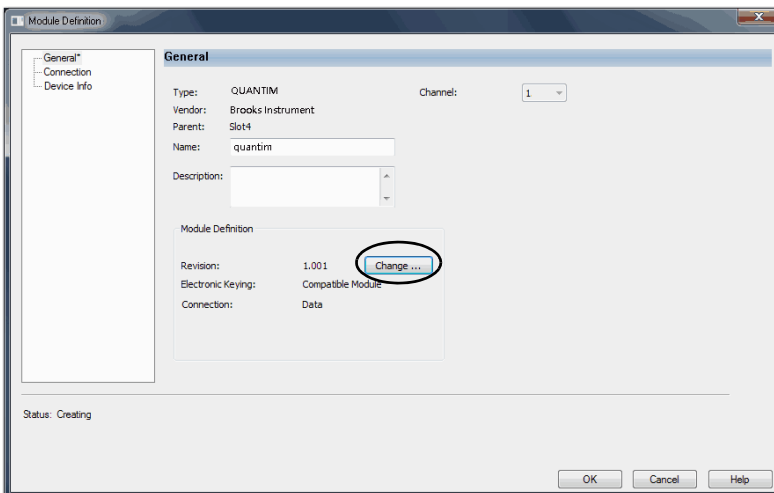 Module Definition
General*
Connection
Device Info
General
Type: QUANTIM Channel: 1
Vendor: Brooks Instrument
Parent: Slot4
Name: quantim
Description:
Module Definition
Revision: 1.001 Change ...
Electronic Keying: Compatible Module
Connection: Data
Status: Creating
OK Cancel Help